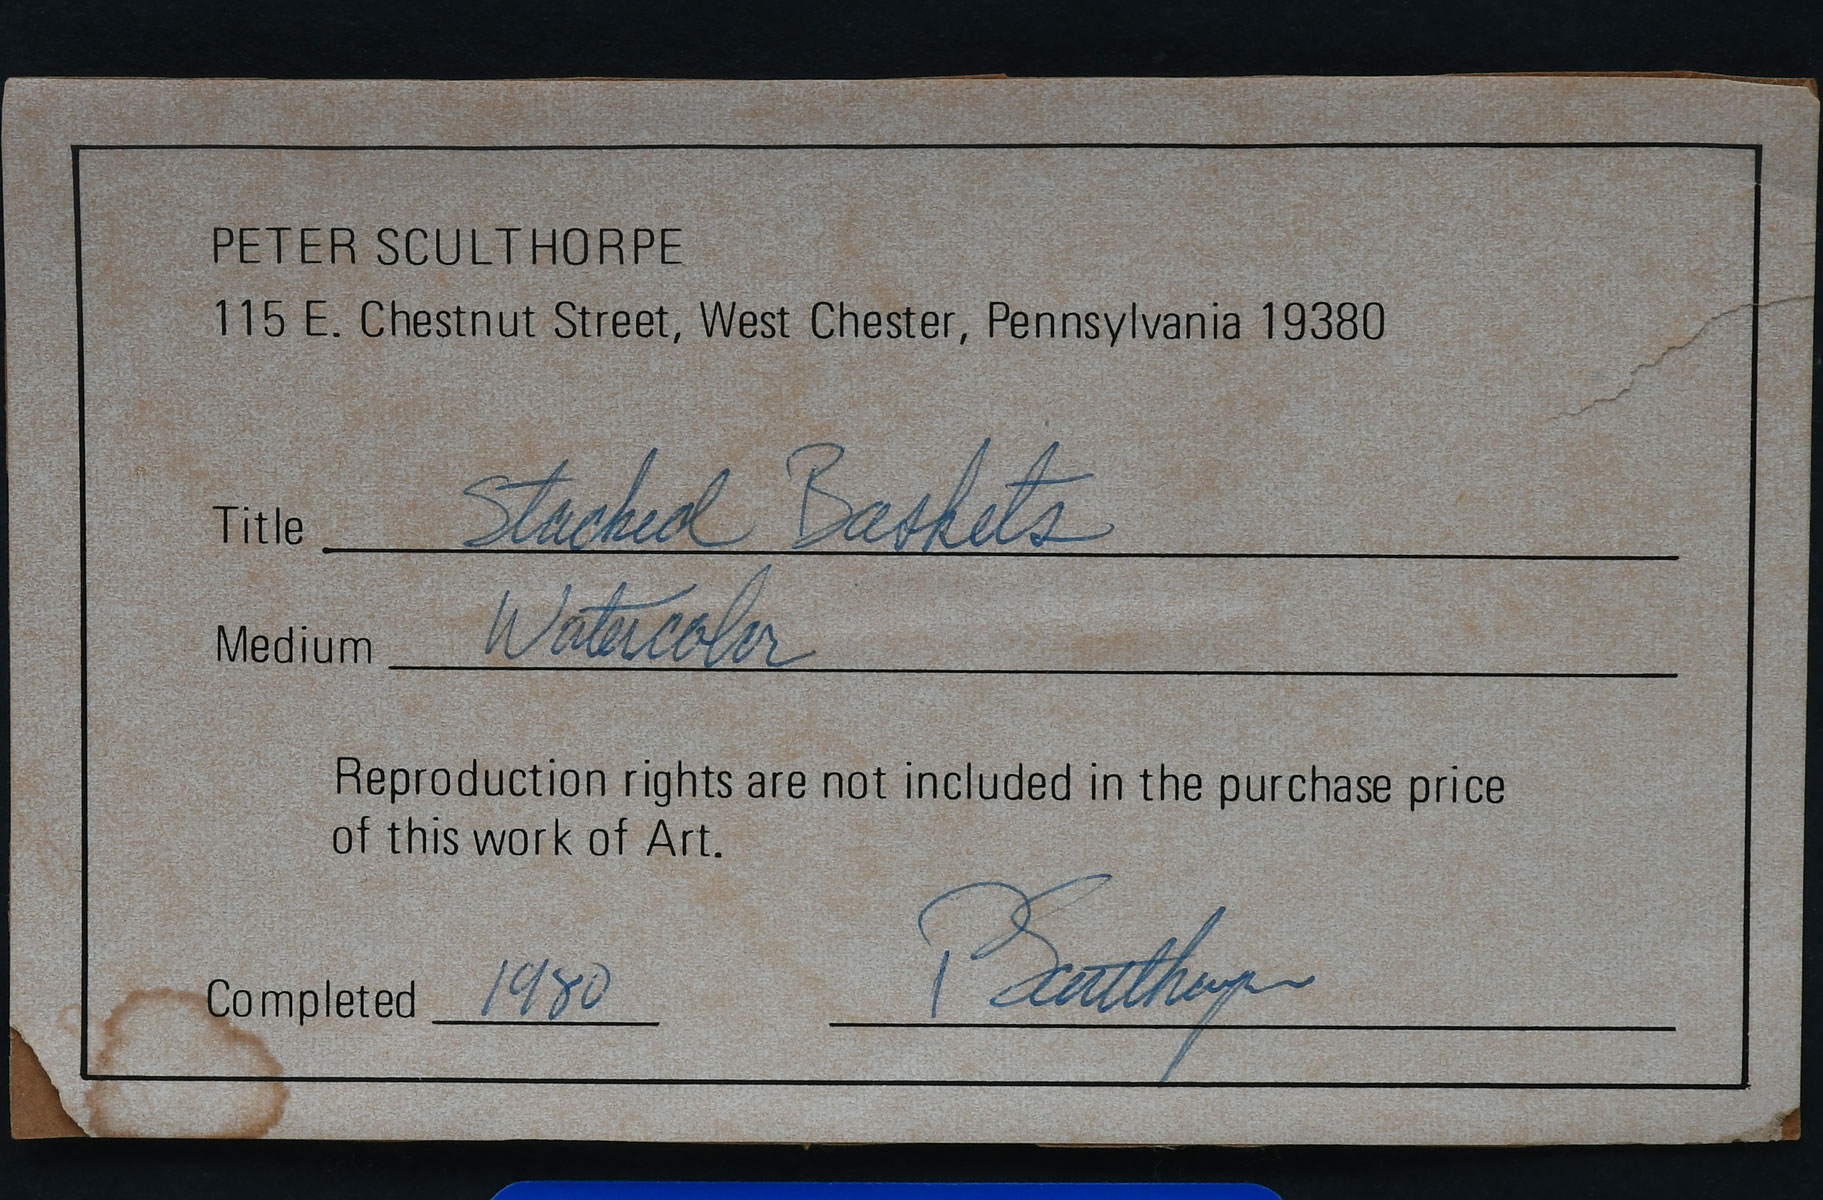 PETER SCULTHORPE
115 E. Chestnut Street, West Chester, Pennsylvania 19380
Title Stacked Baskets
Medium Watercolor
Reproduction rights are not included in the purchase price
of this work of Art.
Completed 1980 P Sculthorpe